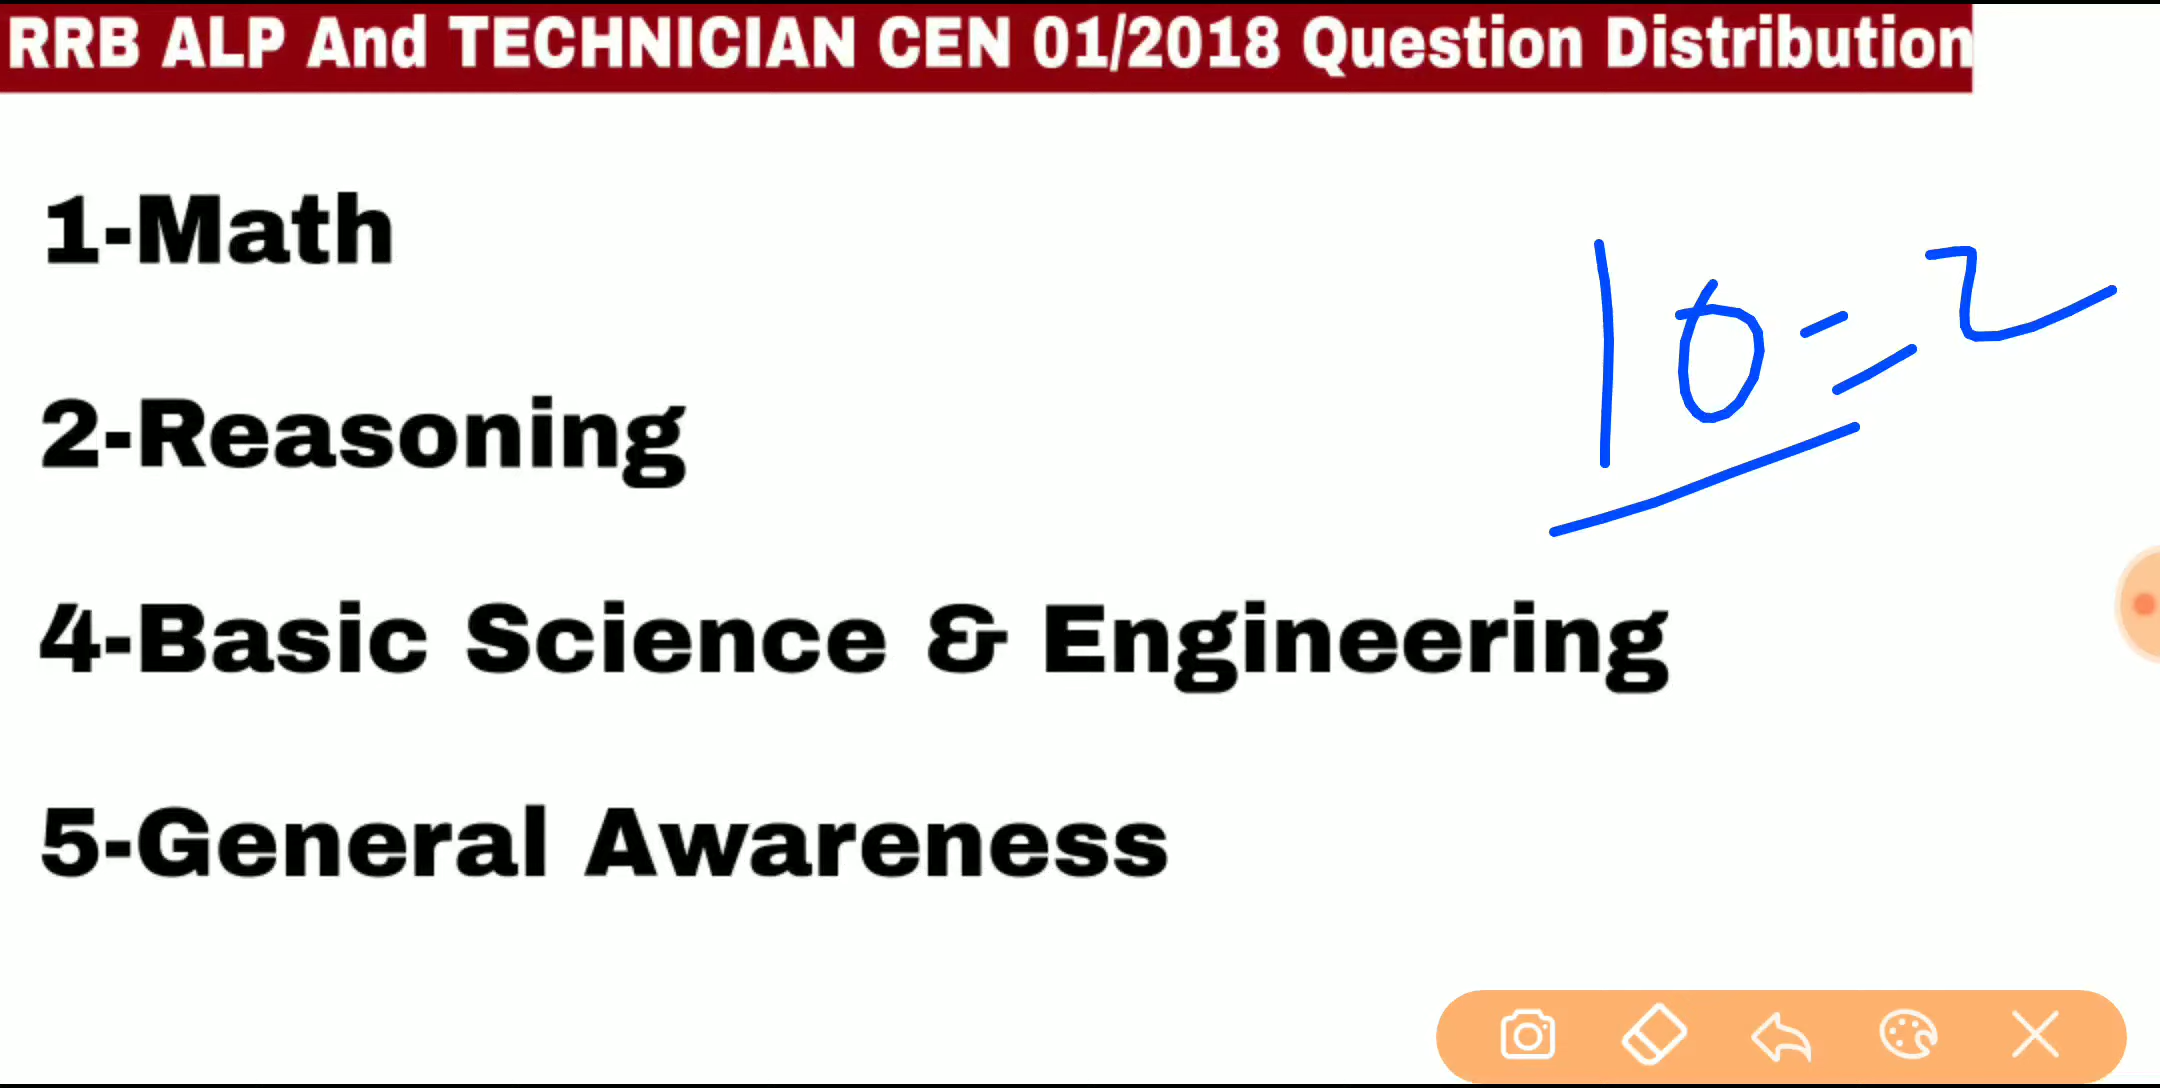 RRB ALP And TECHNICIAN CEN 01/2018 Question Distribution
1-Math
10=2
2-Reasoning
4-Basic Science & Engineering
5-General Awareness